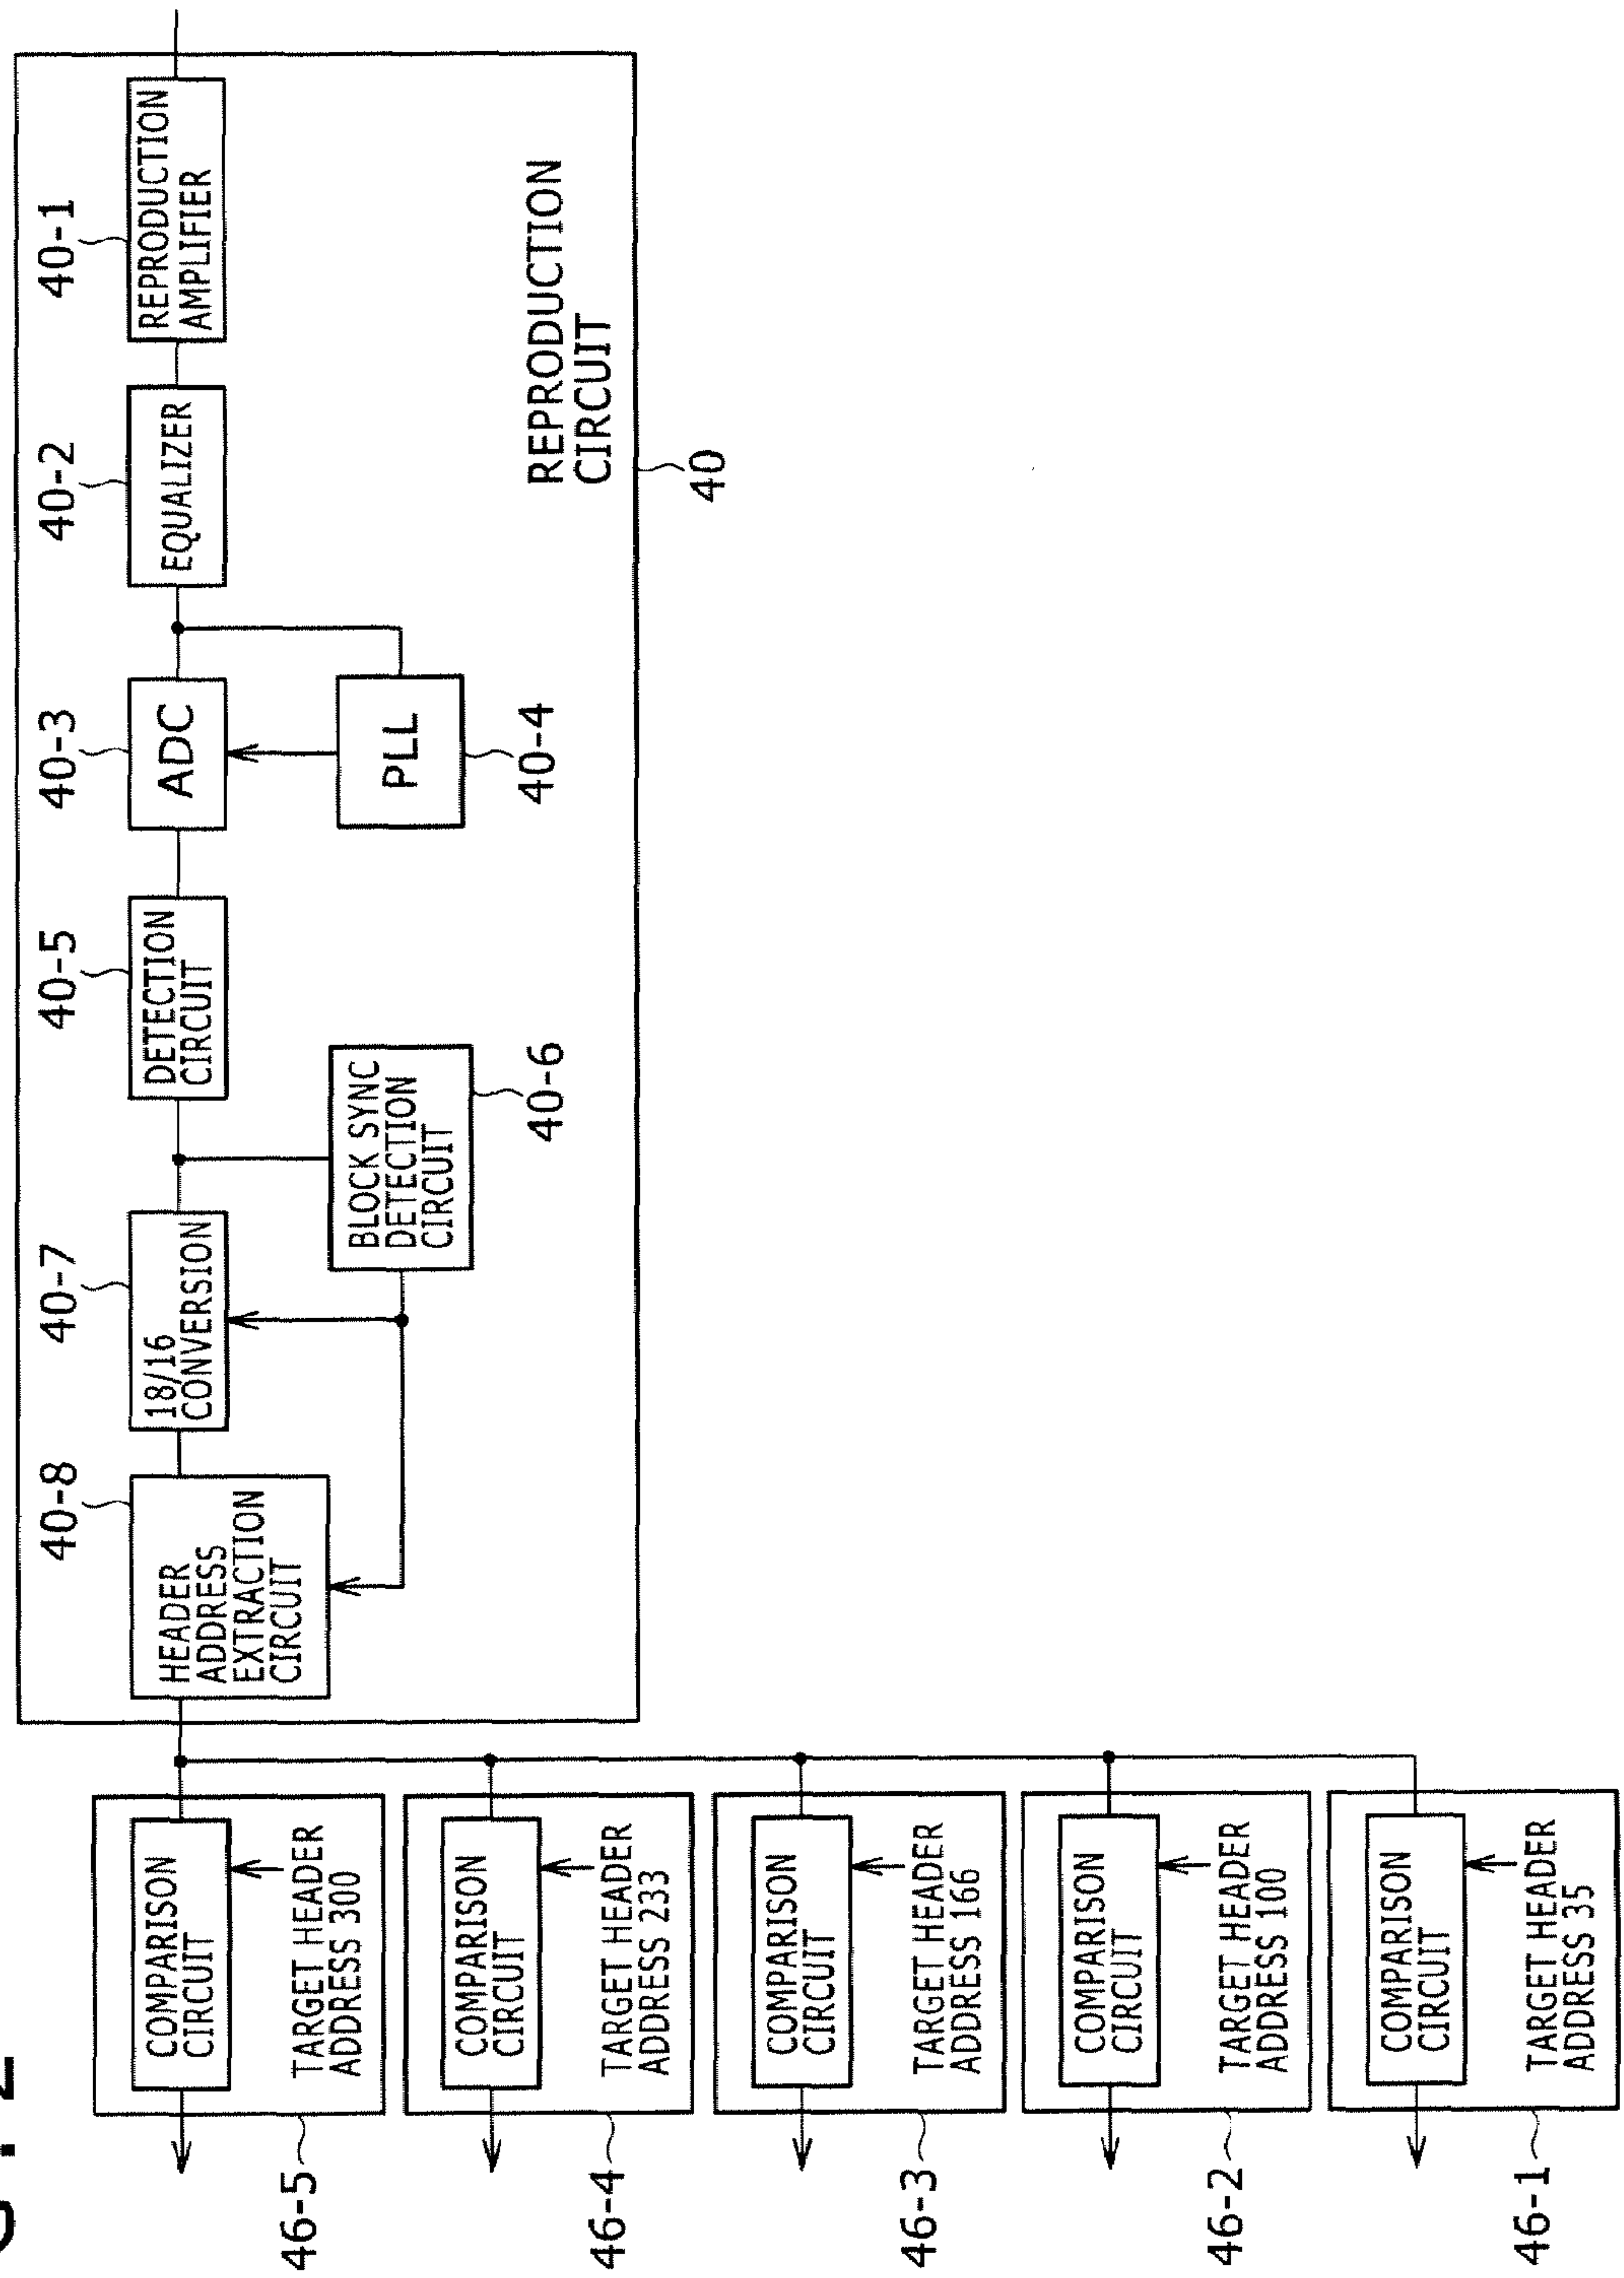 40-1
REPRODUCTION
AMPLIFIER
40-2
EQUALIZER
40-3
ADC
PLL
40-4
40-5
DETECTION
CIRCUIT
BLOCK SYNC
DETECTION
CIRCUIT
40-6
40-7
18/16
CONVERSION
40-8
HEADER
ADDRESS
EXTRACTION
CIRCUIT
REPRODUCTION
CIRCUIT
40
COMPARISON
CIRCUIT
TARGET HEADER
ADDRESS 300
46-5
COMPARISON
CIRCUIT
TARGET HEADER
ADDRESS 233
46-4
COMPARISON
CIRCUIT
TARGET HEADER
ADDRESS 166
46-3
COMPARISON
CIRCUIT
TARGET HEADER
ADDRESS 100
46-2
COMPARISON
CIRCUIT
TARGET HEADER
ADDRESS 35
46-1